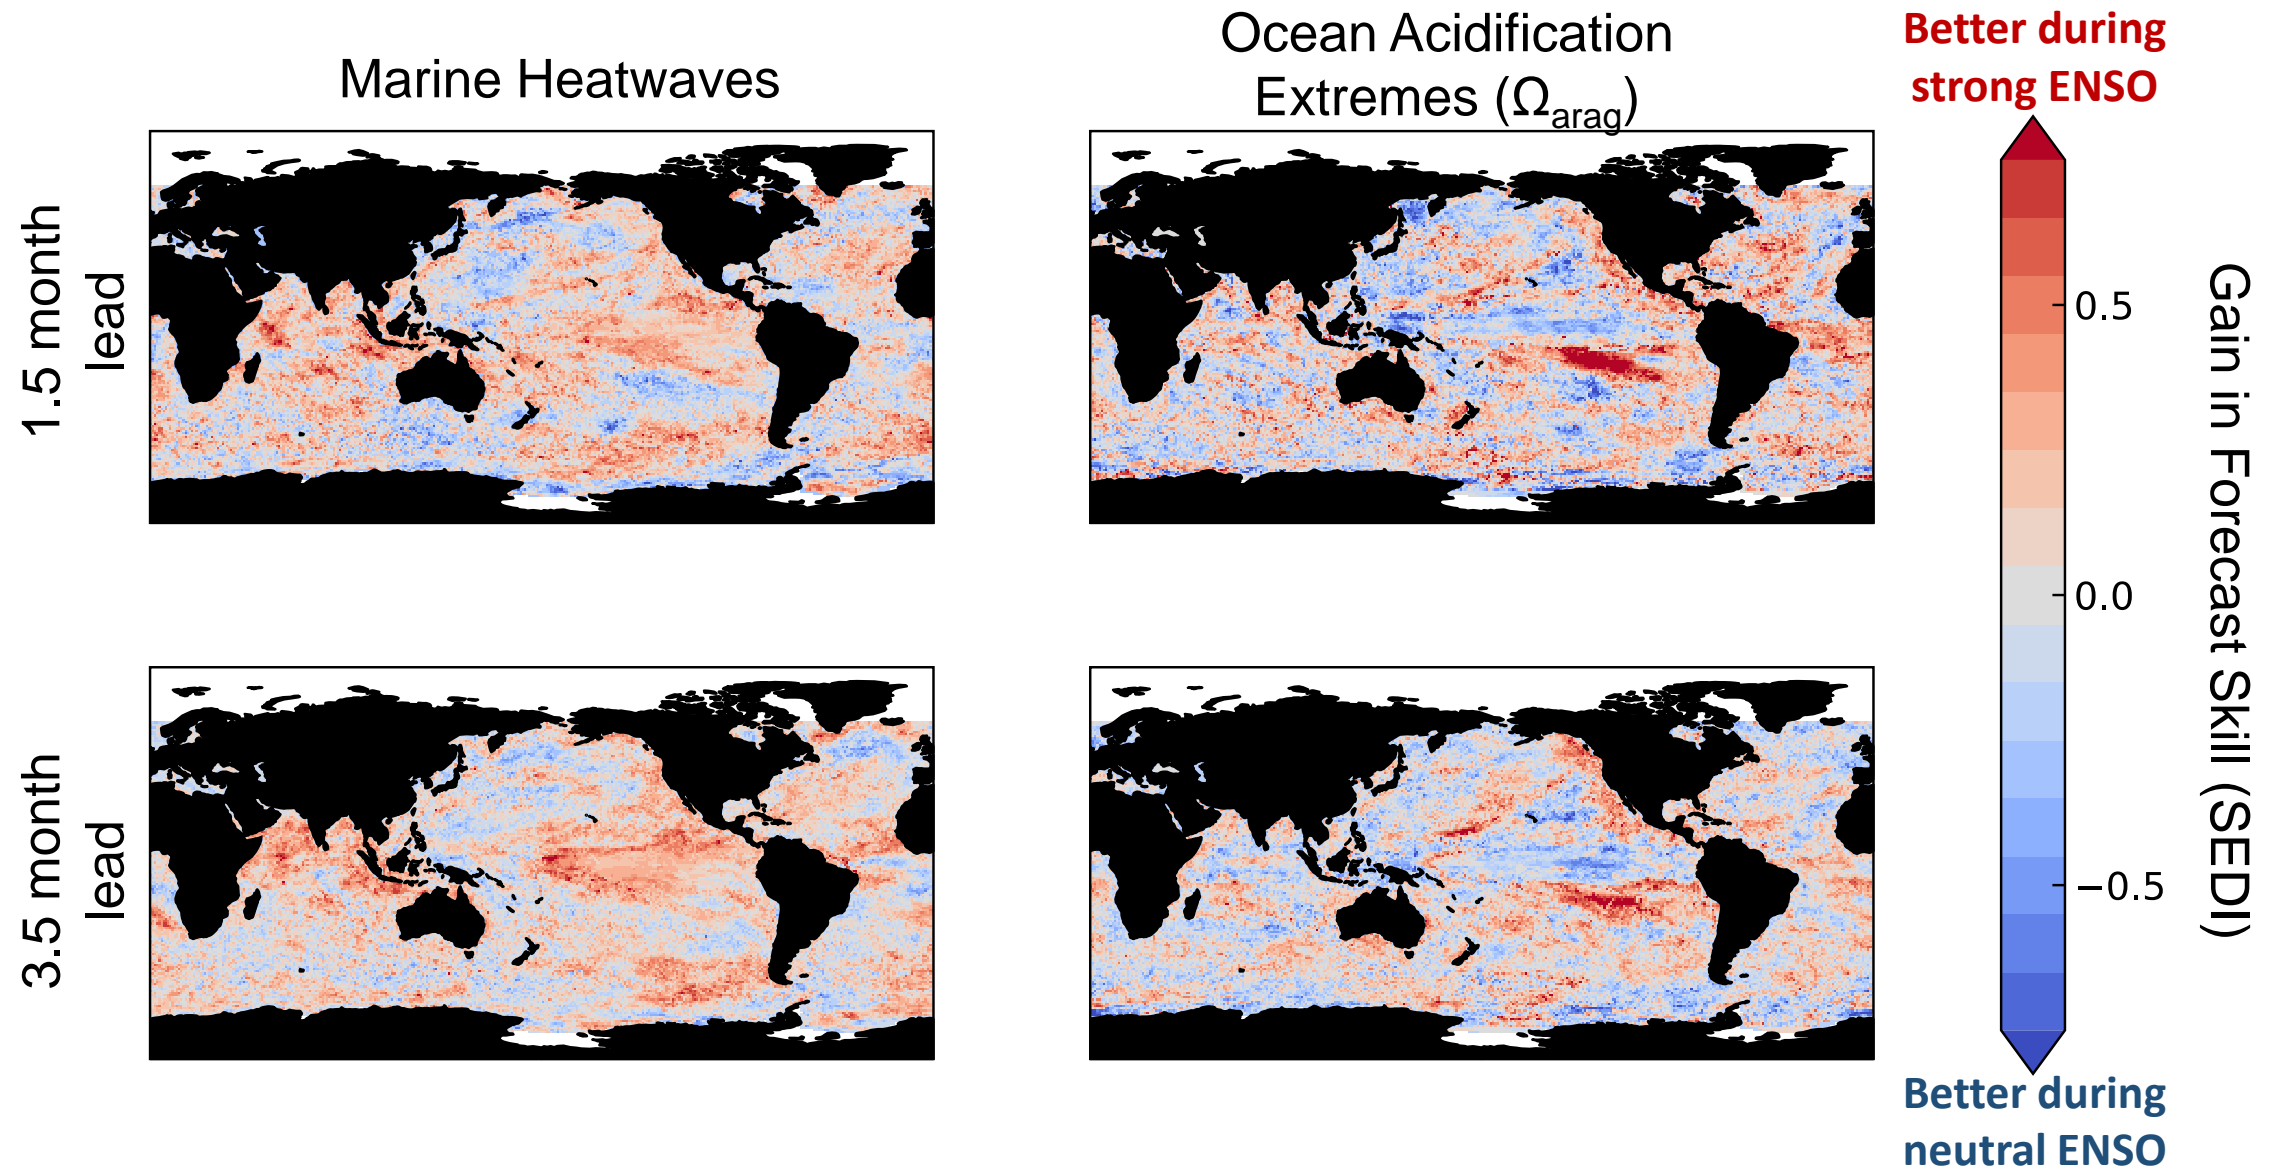 Marine Heatwaves
Ocean Acidification
Extremes (Ωarag)
Better during
strong ENSO
1.5 month
lead
3.5 month
lead
0.5
0.0
−0.5
Gain in Forecast Skill (SEDI)
Better during
neutral ENSO